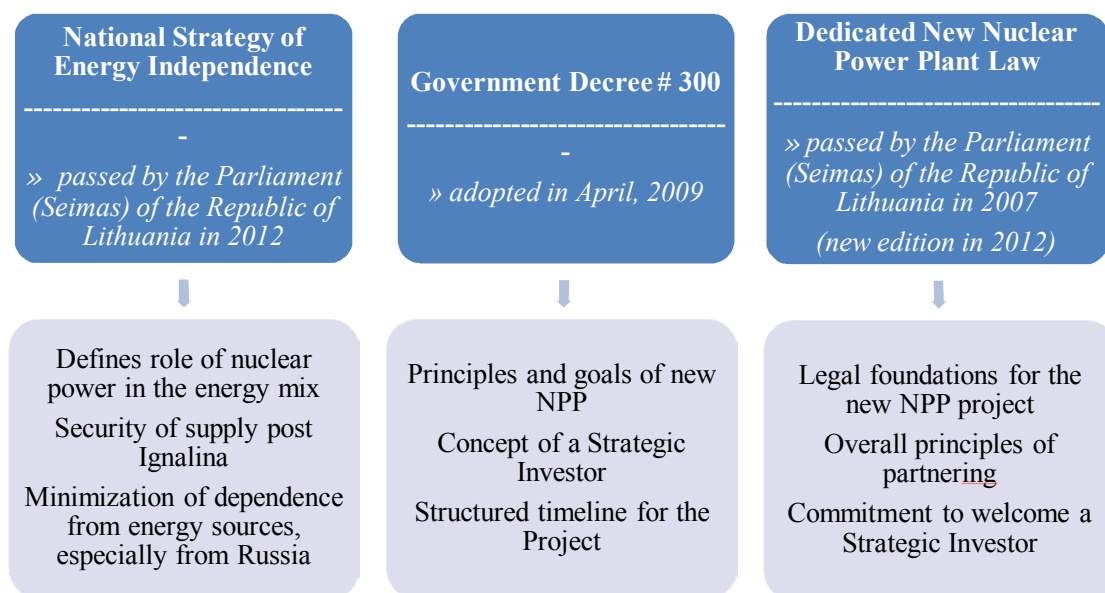 National Strategy of
Energy Independence
----------------------------------
-
» passed by the Parliament
(Seimas) of the Republic of
Lithuania in 2012
Defines role of nuclear
power in the energy mix
Security of supply post
Ignalina
Minimization of dependence
from energy sources,
especially from Russia
Government Decree # 300
----------------------------------
-
» adopted in April, 2009
Principles and goals of new
NPP
Concept of a Strategic
Investor
Structured timeline for the
Project
Dedicated New Nuclear
Power Plant Law
----------------------------------
-
» passed by the Parliament
(Seimas) of the Republic of
Lithuania in 2007
(new edition in 2012)
Legal foundations for the
new NPP project
Overall principles of
partnering
Commitment to welcome a
Strategic Investor